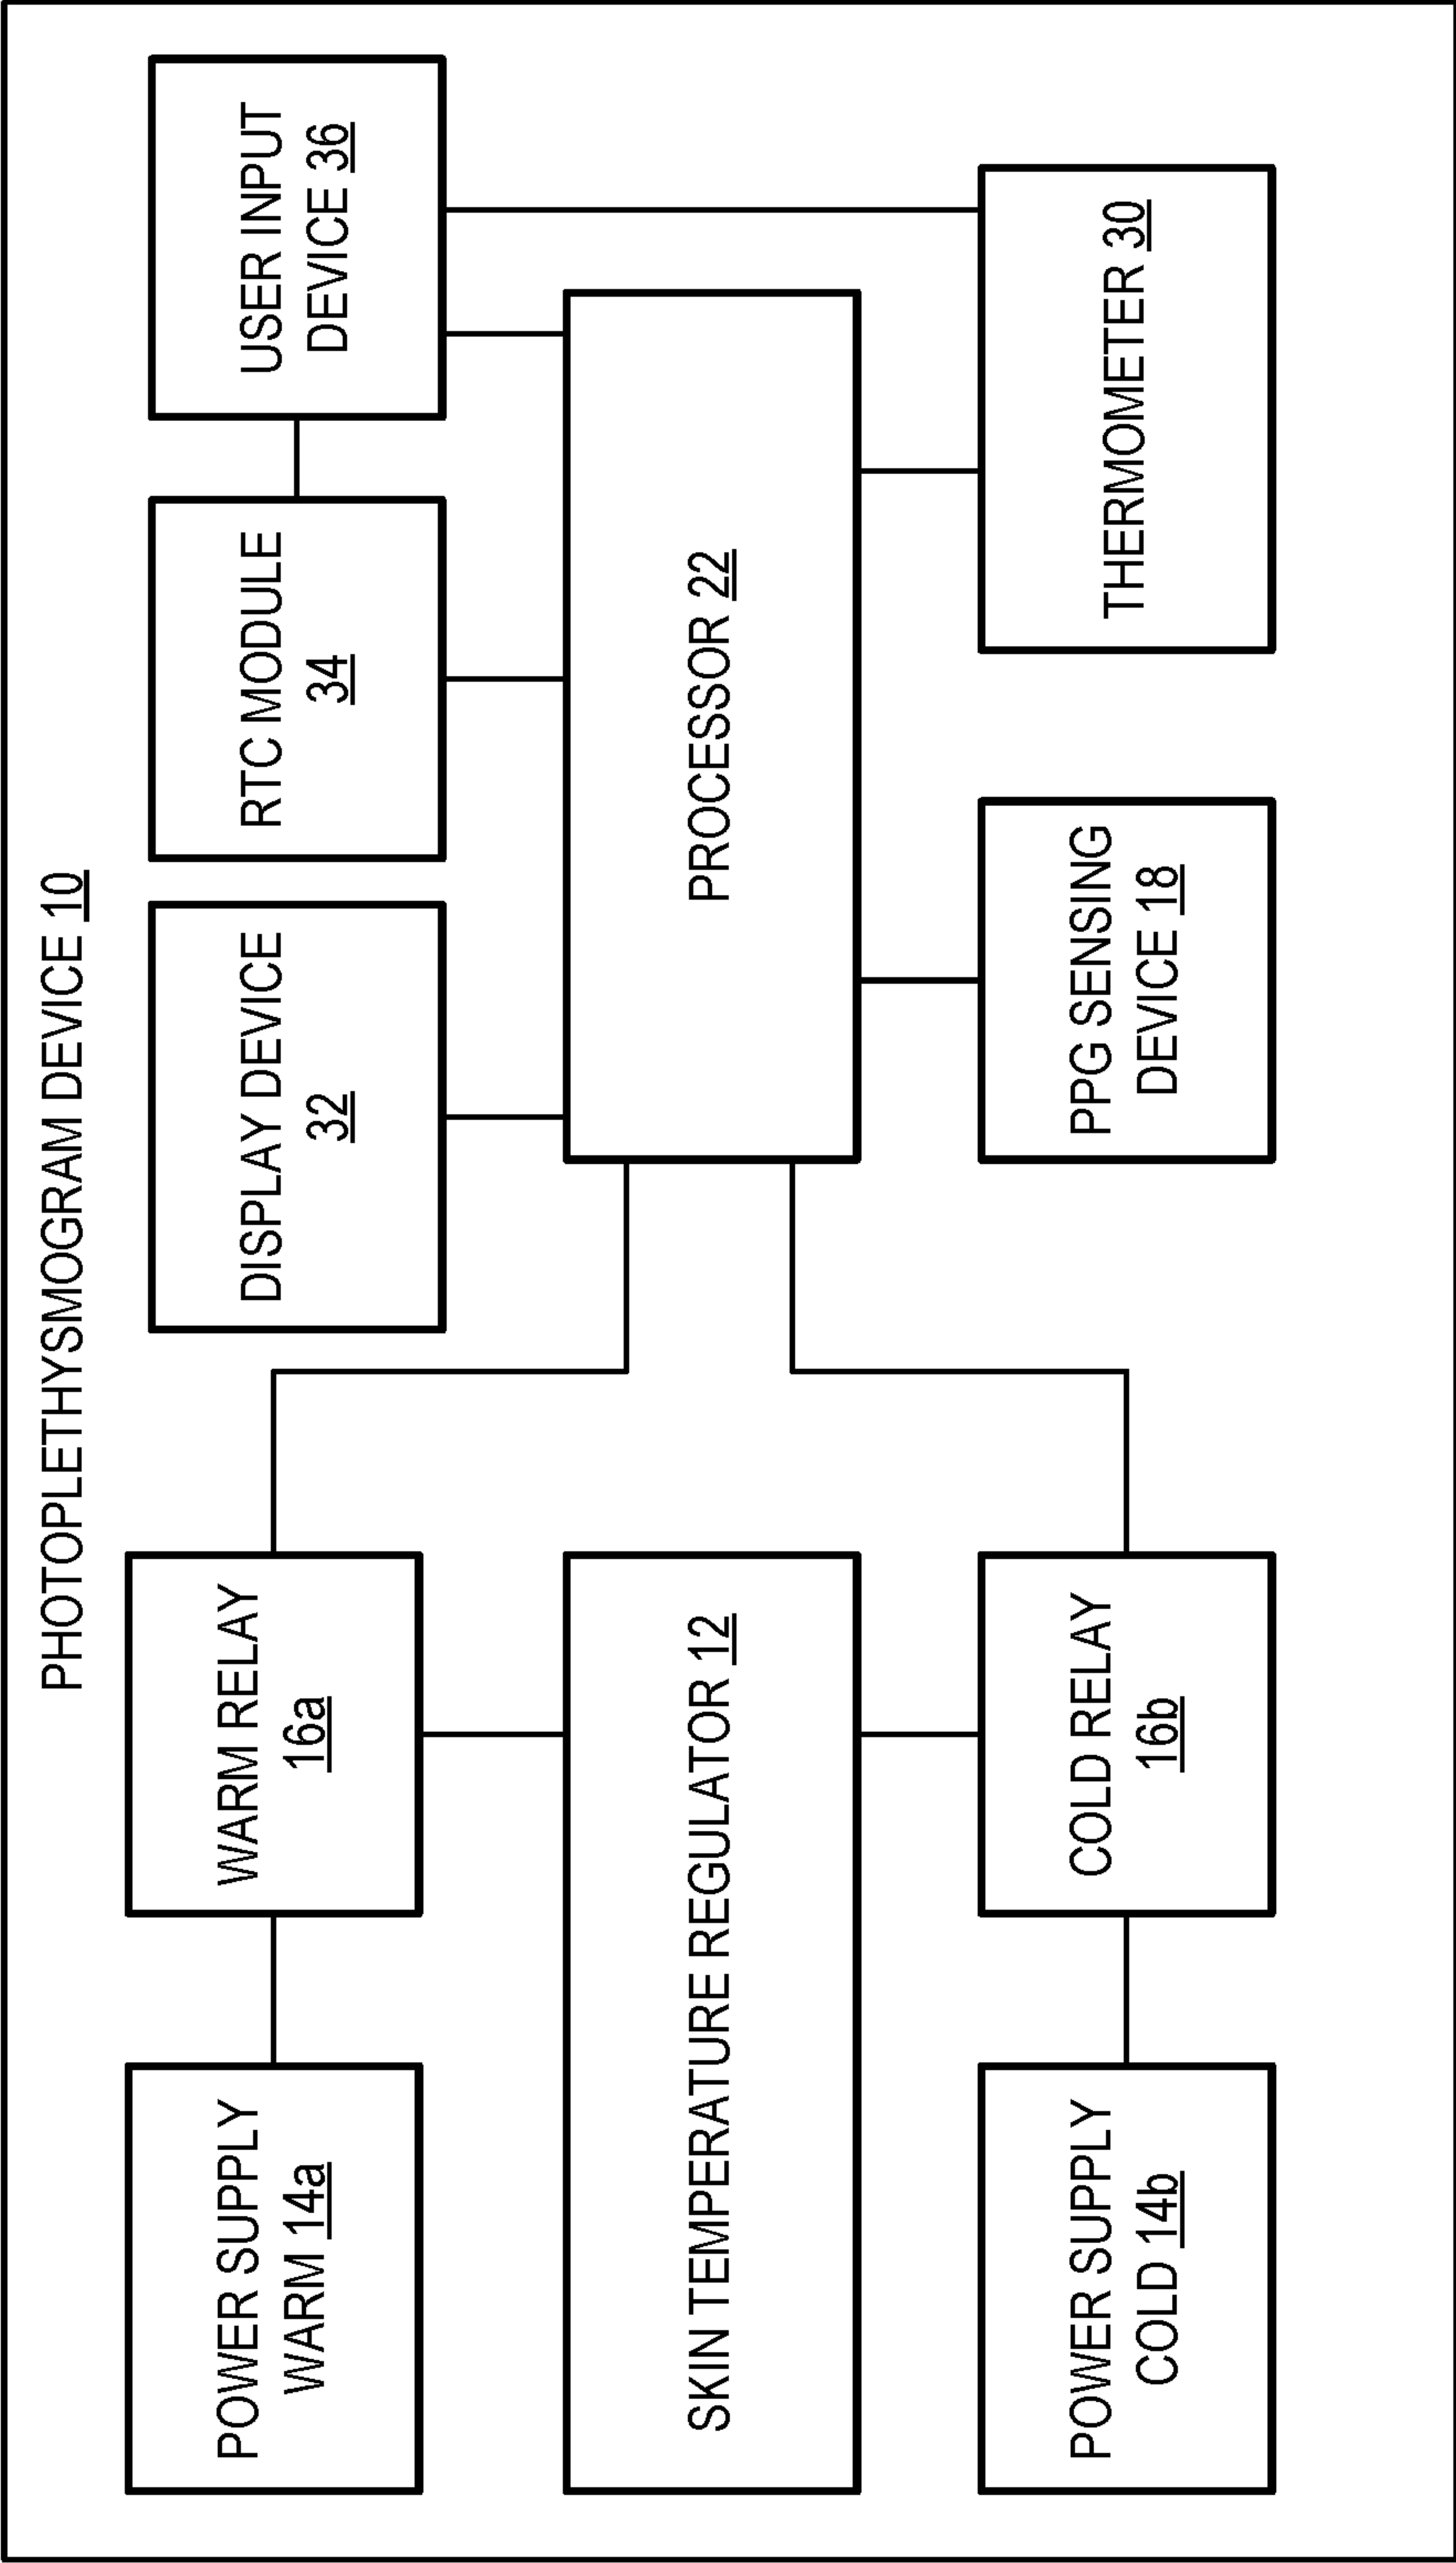 PHOTOPLETHYSMOGRAM DEVICE 10
POWER SUPPLY
WARM 14a
WARM RELAY
16a
DISPLAY DEVICE
32
RTC MODULE
34
USER INPUT
DEVICE 36
SKIN TEMPERATURE REGULATOR 12
PROCESSOR 22
POWER SUPPLY
COLD 14b
COLD RELAY
16b
PPG SENSING
DEVICE 18
THERMOMETER 30